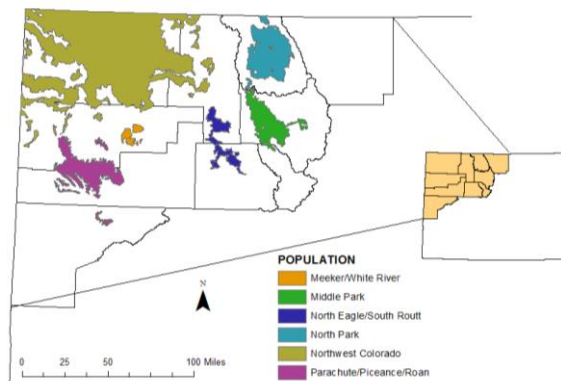 N
POPULATION
Meeker/White River
Middle Park
North Eagle/South Routt
North Park
Northwest Colorado
Parachute/Piceance/Roan
0 25 50 100 Miles